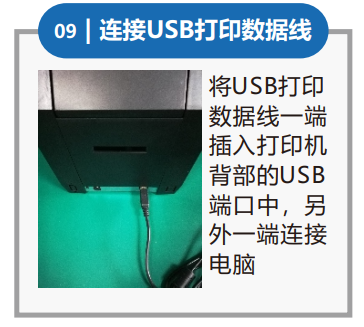 09 | 连接USB打印数据线
将USB打印
数据线一端
插入打印机
背部的USB
端口中，另
外一端连接
电脑